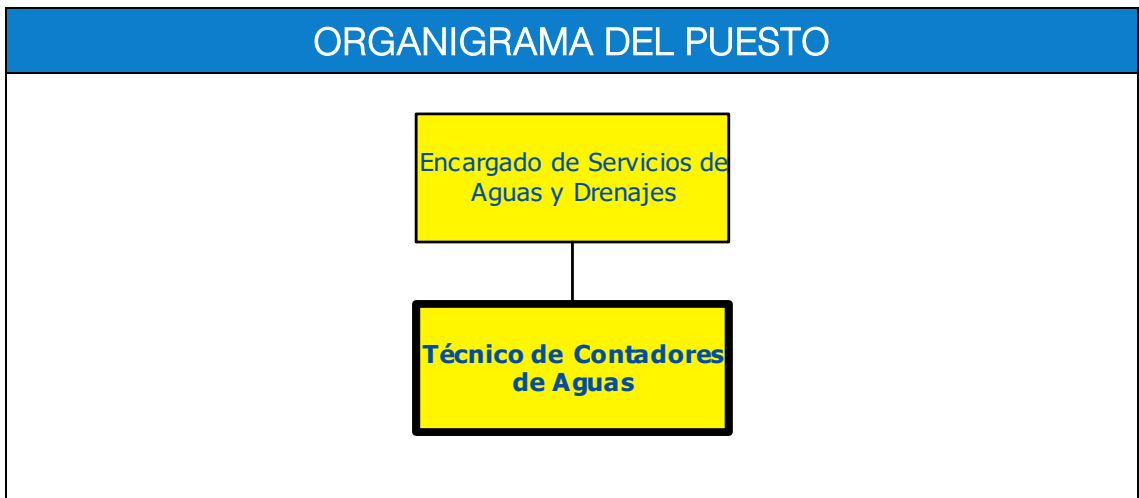 ORGANIGRAMA DEL PUESTO
Encargado de Servicios de
Aguas y Drenajes
Técnico de Contadores
de Aguas